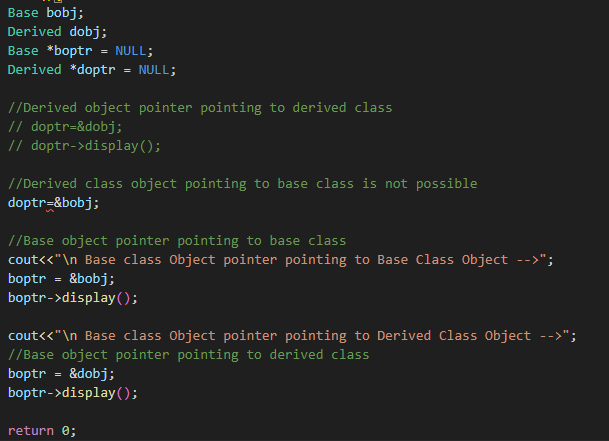 Base bobj;
Derived dobj;
Base *boptr = NULL;
Derived *doptr = NULL;
//Derived object pointer pointing to derived class
// doptr=&dobj;
// doptr->display();
//Derived class object pointing to base class is not possible
doptr=&bobj;
//Base object pointer pointing to base class
cout<<"\n Base class Object pointer pointing to Base Class Object -->";
boptr = &bobj;
boptr->display();
cout<<"\n Base class Object pointer pointing to Derived Class Object -->";
//Base object pointer pointing to derived class
boptr = &dobj;
boptr->display();
return 0;